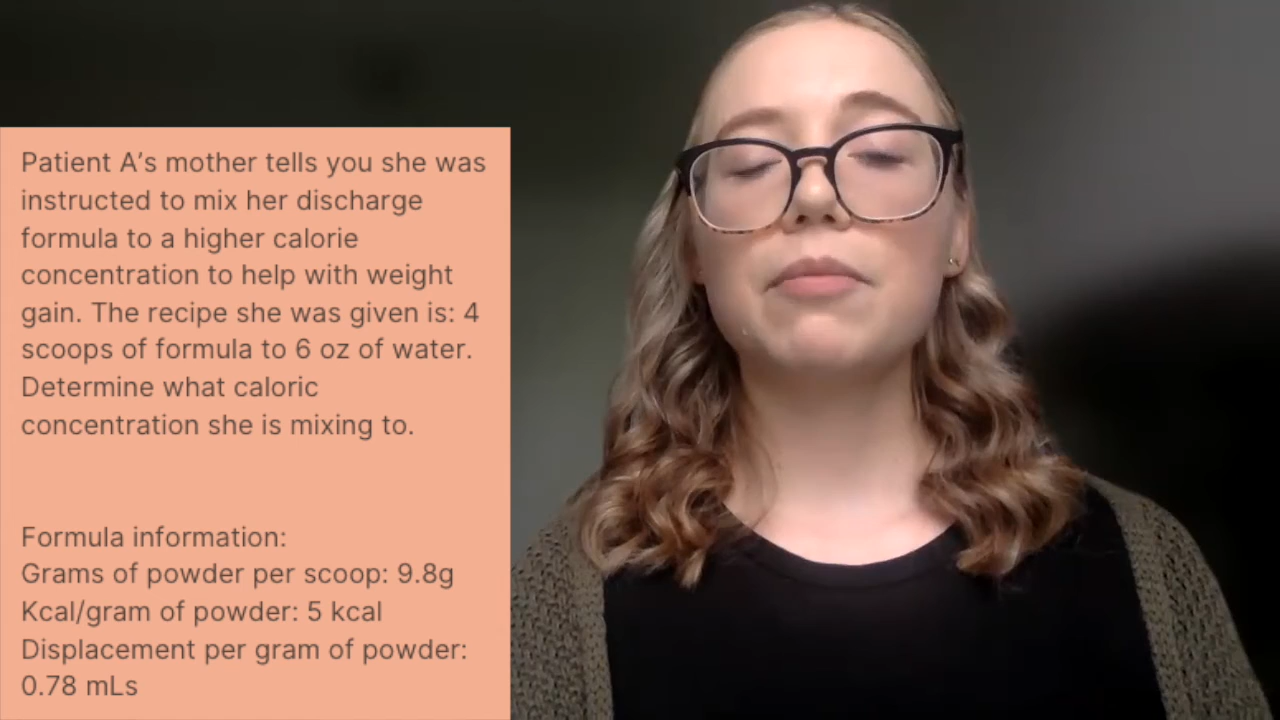 Patient A’s mother tells you she was
instructed to mix her discharge
formula to a higher calorie
concentration to help with weight
gain. The recipe she was given is: 4
scoops of formula to 6 oz of water.
Determine what caloric
concentration she is mixing to.
Formula information:
Grams of powder per scoop: 9.8g
Kcal/gram of powder: 5 kcal
Displacement per gram of powder:
0.78 mLs